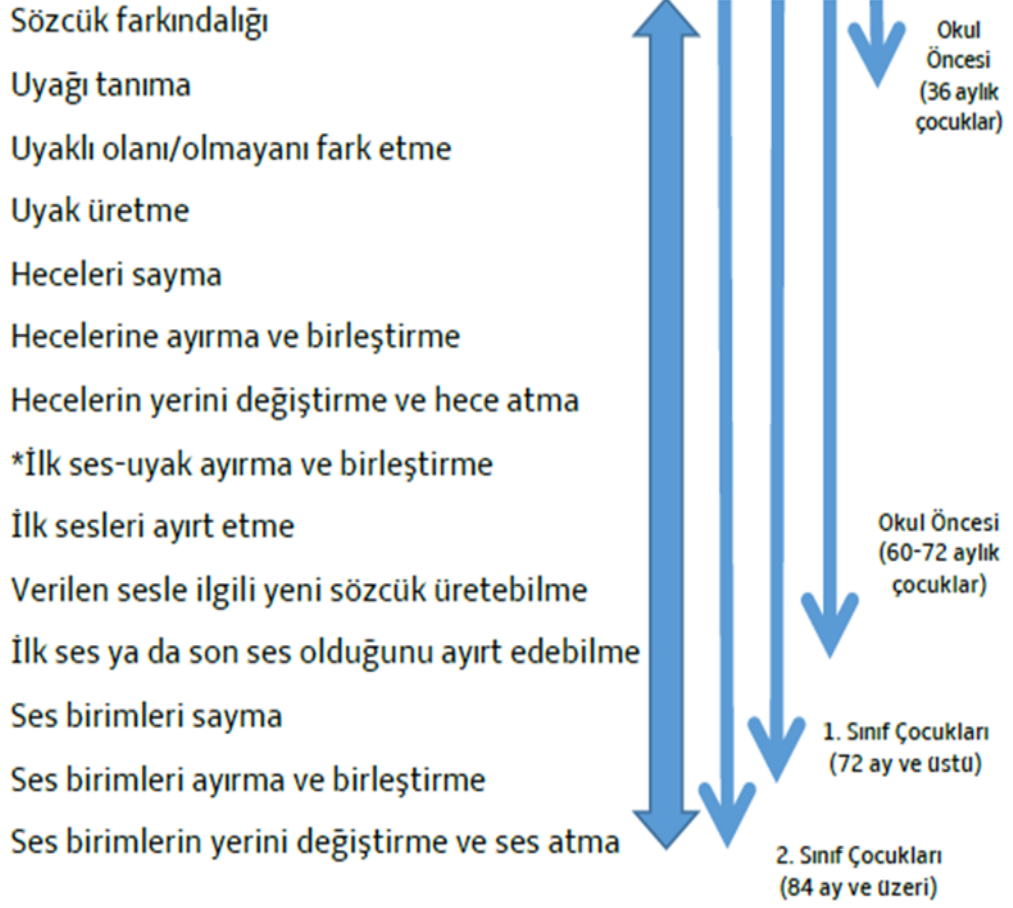 Sözcük farkındalığı
Uyağı tanıma
Uyaklı olanı/olmayanı fark etme
Uyak üretme
Heceleri sayma
Hecelerine ayırma ve birleştirme
Hecelerin yerini değiştirme ve hece atma
*İlk ses-uyak ayırma ve birleştirme
İlk sesleri ayırt etme
Verilen sesle ilgili yeni sözcük üretebilme
İlk ses ya da son ses olduğunu ayırt edebilme
Ses birimleri sayma
Ses birimleri ayırma ve birleştirme
Ses birimlerin yerini değiştirme ve ses atma
Okul
Öncesi
(36 aylık
çocuklar)
Okul Öncesi
(60-72 aylık
çocuklar)
1. Sınıf Çocukları
(72 ay ve üstü)
2. Sınıf Çocukları
(84 ay ve üzeri)